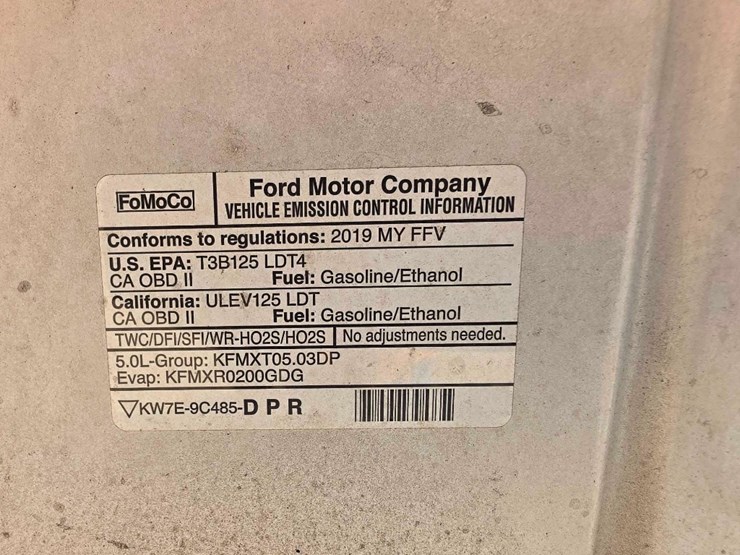 FoMoCo
Ford Motor Company
VEHICLE EMISSION CONTROL INFORMATION
Conforms to regulations: 2019 MY FFV
U.S. EPA: T3B125 LDT4
CA OBD II Fuel: Gasoline/Ethanol
California: ULEV125 LDT
CA OBD II Fuel: Gasoline/Ethanol
TWC/DFI/SFI/WR-HO2S/HO2S No adjustments needed.
5.0L-Group: KFMXT05.03DP
Evap: KFMXR0200GDG
▽KW7E-9C485-D P R